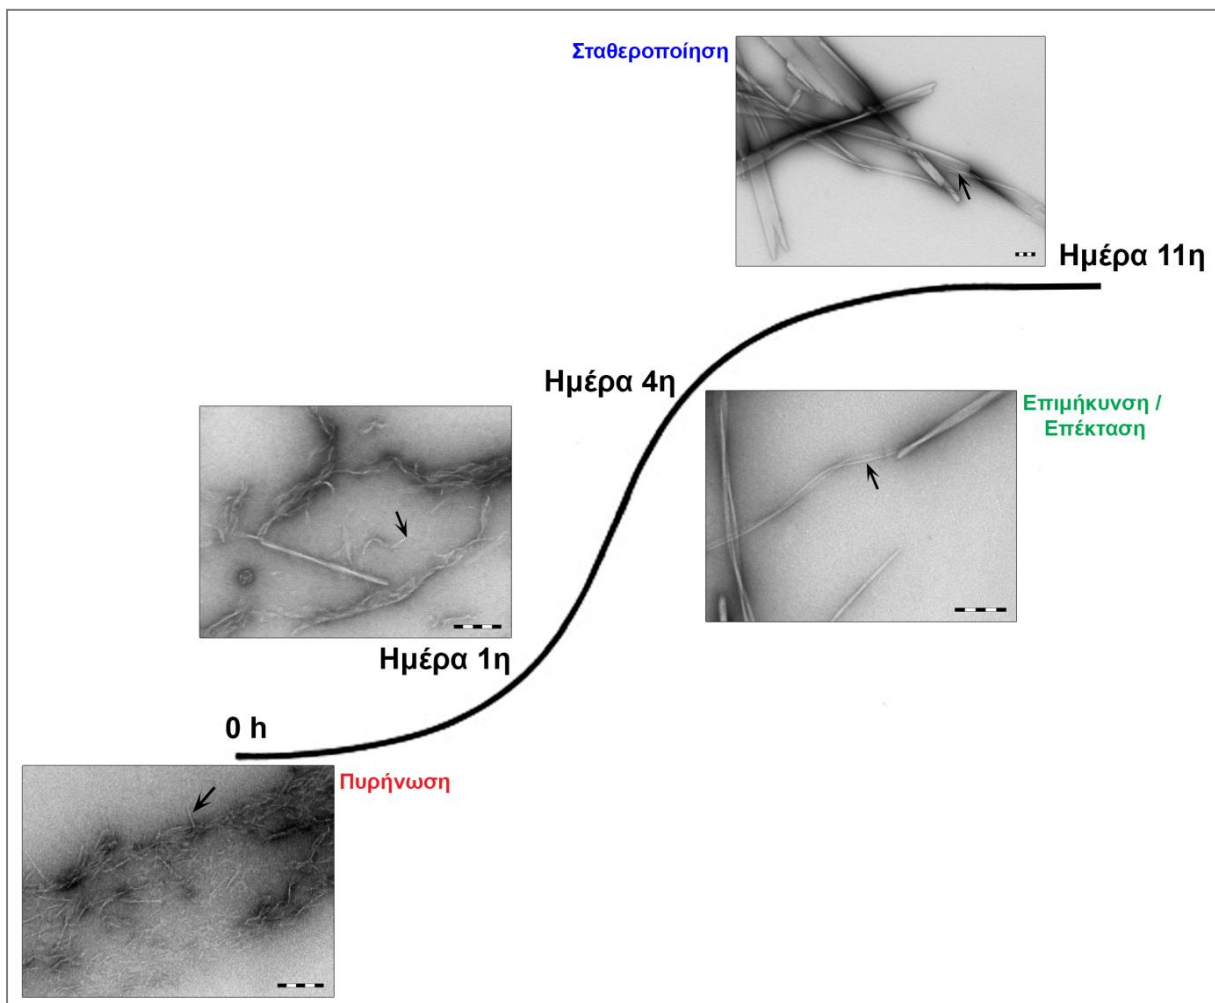 Σταθεροποίηση
Ημέρα 11η
Ημέρα 4η
Επιμήκυνση /
Επέκταση
Ημέρα 1η
0 h
Πυρήνωση